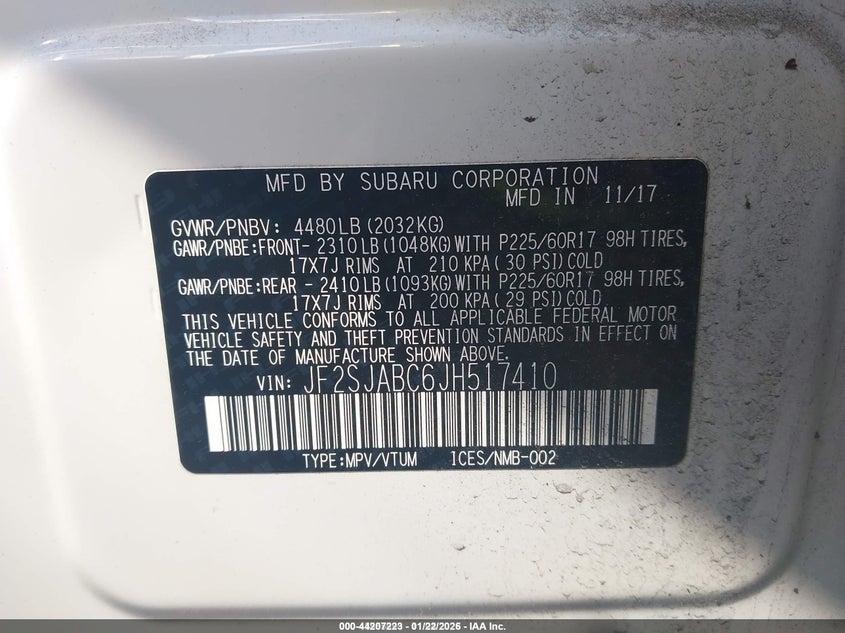 MFD BY SUBARU CORPORATION
MFD IN 11/17
GVWR/PNBV: 4480LB (2032KG)
GAWR/PNBE:FRONT- 2310LB (1048KG) WITH P225/60R17 98H TIRES,
17X7J RIMS AT 210 KPA ( 30 PSI) COLD
GAWR/PNBE:REAR - 2410LB (1093KG) WITH P225/60R17 98H TIRES,
17X7J RIMS AT 200 KPA ( 29 PSI) COLD
THIS VEHICLE CONFORMS TO ALL APPLICABLE FEDERAL MOTOR
VEHICLE SAFETY AND THEFT PREVENTION STANDARDS IN EFFECT ON
THE DATE OF MANUFACTURE SHOWN ABOVE.
VIN: JF2SJABC6JH517410
TYPE:MPV/VTUM ICES/NMB-002
000-44207223 - 01/22/2026 - IAA Inc.